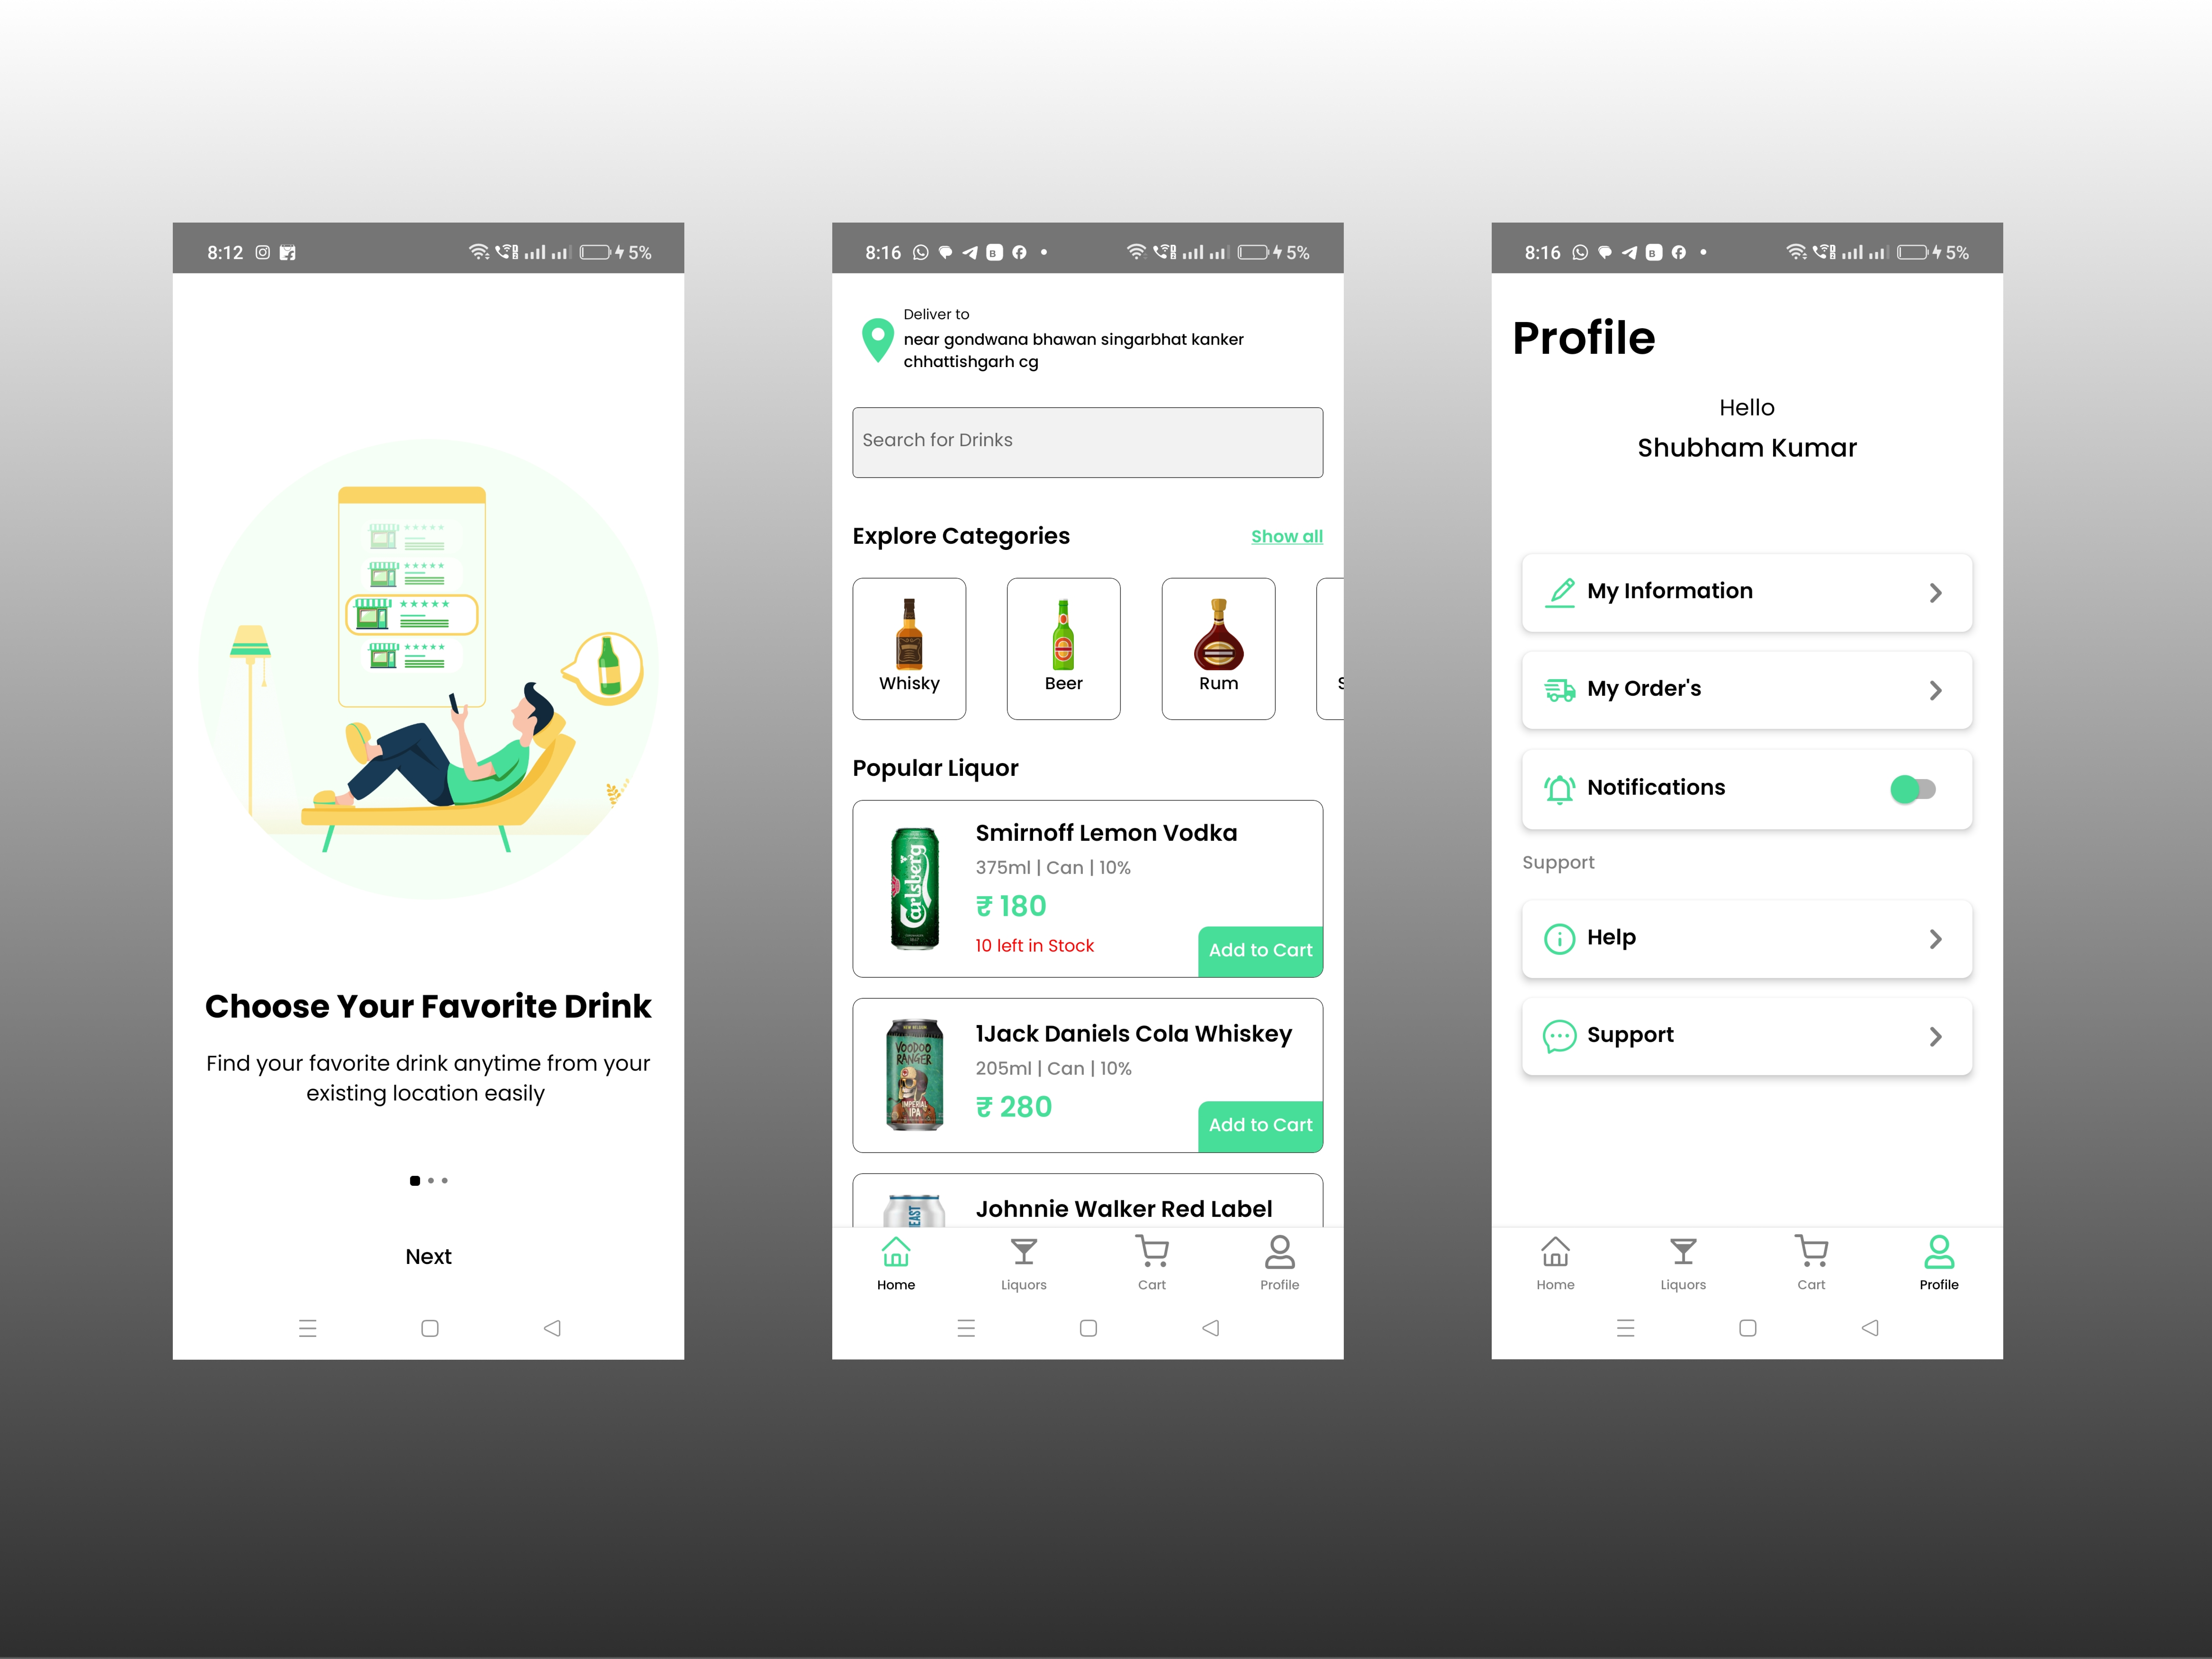 8:12
5%
Choose Your Favorite Drink
Find your favorite drink anytime from your
existing location easily
Next
8:16
5%
Deliver to
near gondwana bhawan singarbhat kanker
chhattishgarh cg
Search for Drinks
Explore Categories
Show all
Whisky
Beer
Rum
S
Popular Liquor
Carlsberg
Smirnoff Lemon Vodka
375ml | Can | 10%
₹ 180
10 left in Stock
Add to Cart
NEW BELGIUM
VOODOO
RANGER
IMPERIAL
IPA
1Jack Daniels Cola Whiskey
205ml | Can | 10%
₹ 280
Add to Cart
EAST
Johnnie Walker Red Label
Home
Liquors
Cart
Profile
8:16
5%
Profile
Hello
Shubham Kumar
My Information
My Order's
Notifications
Support
Help
Support
Home
Liquors
Cart
Profile